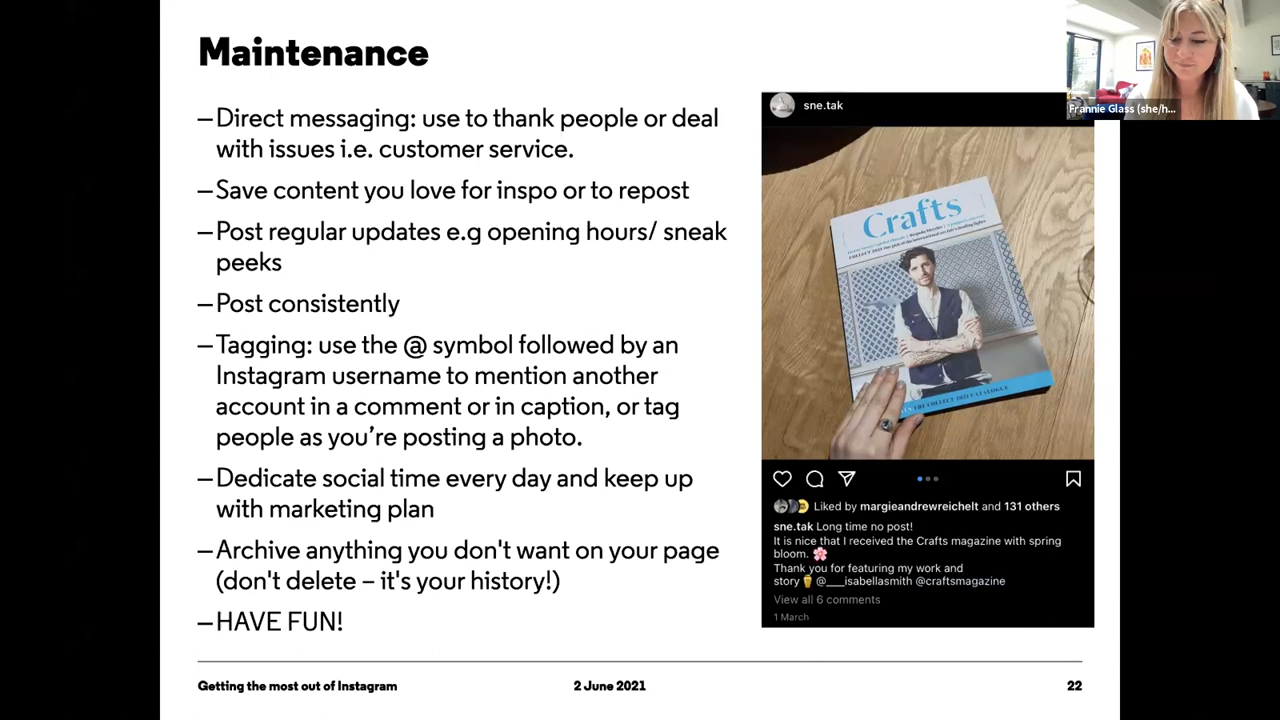 Maintenance
– Direct messaging: use to thank people or deal
with issues i.e. customer service.
– Save content you love for inspo or to repost
– Post regular updates e.g opening hours/ sneak
peeks
– Post consistently
– Tagging: use the @ symbol followed by an
Instagram username to mention another
account in a comment or in caption, or tag
people as you’re posting a photo.
– Dedicate social time every day and keep up
with marketing plan
– Archive anything you don't want on your page
(don't delete – it's your history!)
– HAVE FUN!
Frannie Glass (she/h...
sne.tak
Crafts
THE COLLECT 2021 CATALOGUE
Liked by margieandrewreichelt and 131 others
sne.tak Long time no post!
It is nice that I received the Crafts magazine with spring
bloom. 🌸
Thank you for featuring my work and
story @___isabellasmith @craftsmagazine
View all 6 comments
1 March
Getting the most out of Instagram
2 June 2021
22